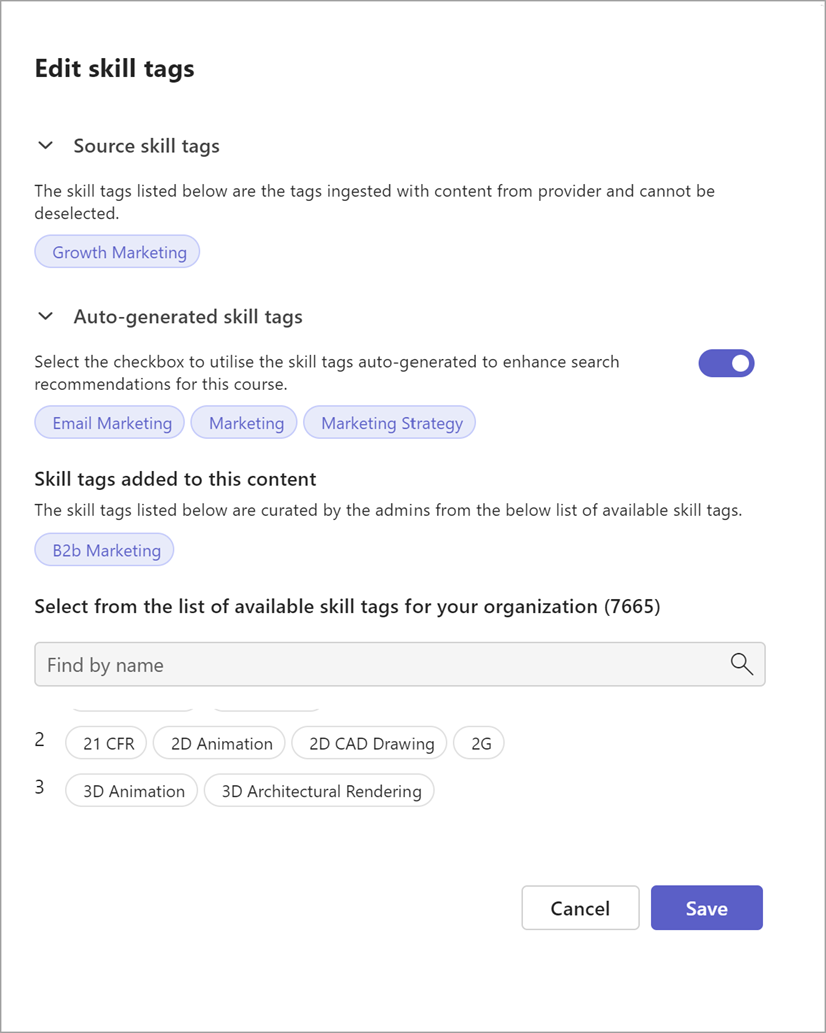 Edit skill tags
Source skill tags
The skill tags listed below are the tags ingested with content from provider and cannot be
deselected.
Growth Marketing
Auto-generated skill tags
Select the checkbox to utilise the skill tags auto-generated to enhance search
recommendations for this course.
Email Marketing Marketing Marketing Strategy
Skill tags added to this content
The skill tags listed below are curated by the admins from the below list of available skill tags.
B2b Marketing
Select from the list of available skill tags for your organization (7665)
Find by name
2 21 CFR 2D Animation 2D CAD Drawing 2G
3 3D Animation 3D Architectural Rendering
Cancel Save